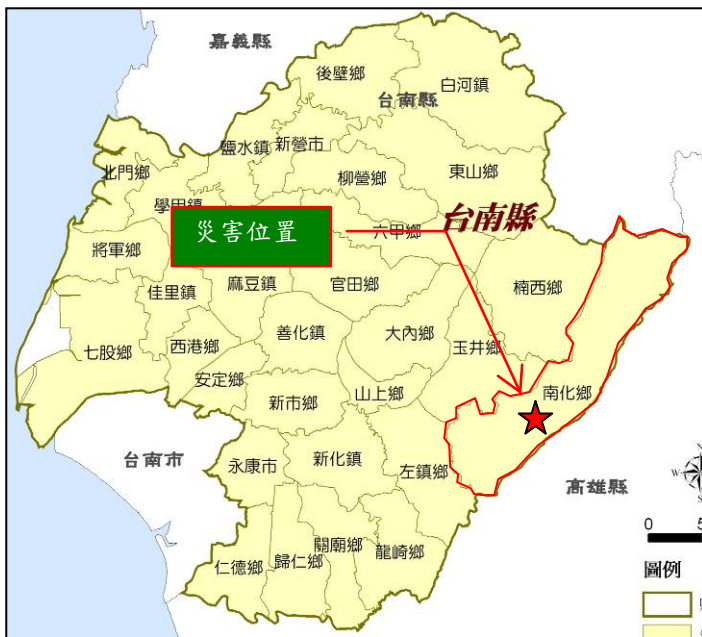 嘉義縣
後壁鄉
白河鎮
台南縣
鹽水鎮
新營市
北門鄉
柳營鄉
東山鄉
學甲鎮
災害位置
台南縣
六甲鄉
將軍鄉
佳里鎮
麻豆鎮
官田鄉
楠西鄉
七股鄉
西港鄉
善化鎮
大內鄉
玉井鄉
安定鄉
新市鄉
山上鄉
南化鄉
台南市
永康市
新化鎮
左鎮鄉
高雄縣
W
S
0 5
仁德鄉
歸仁鄉
關廟鄉
龍崎鄉
圖例